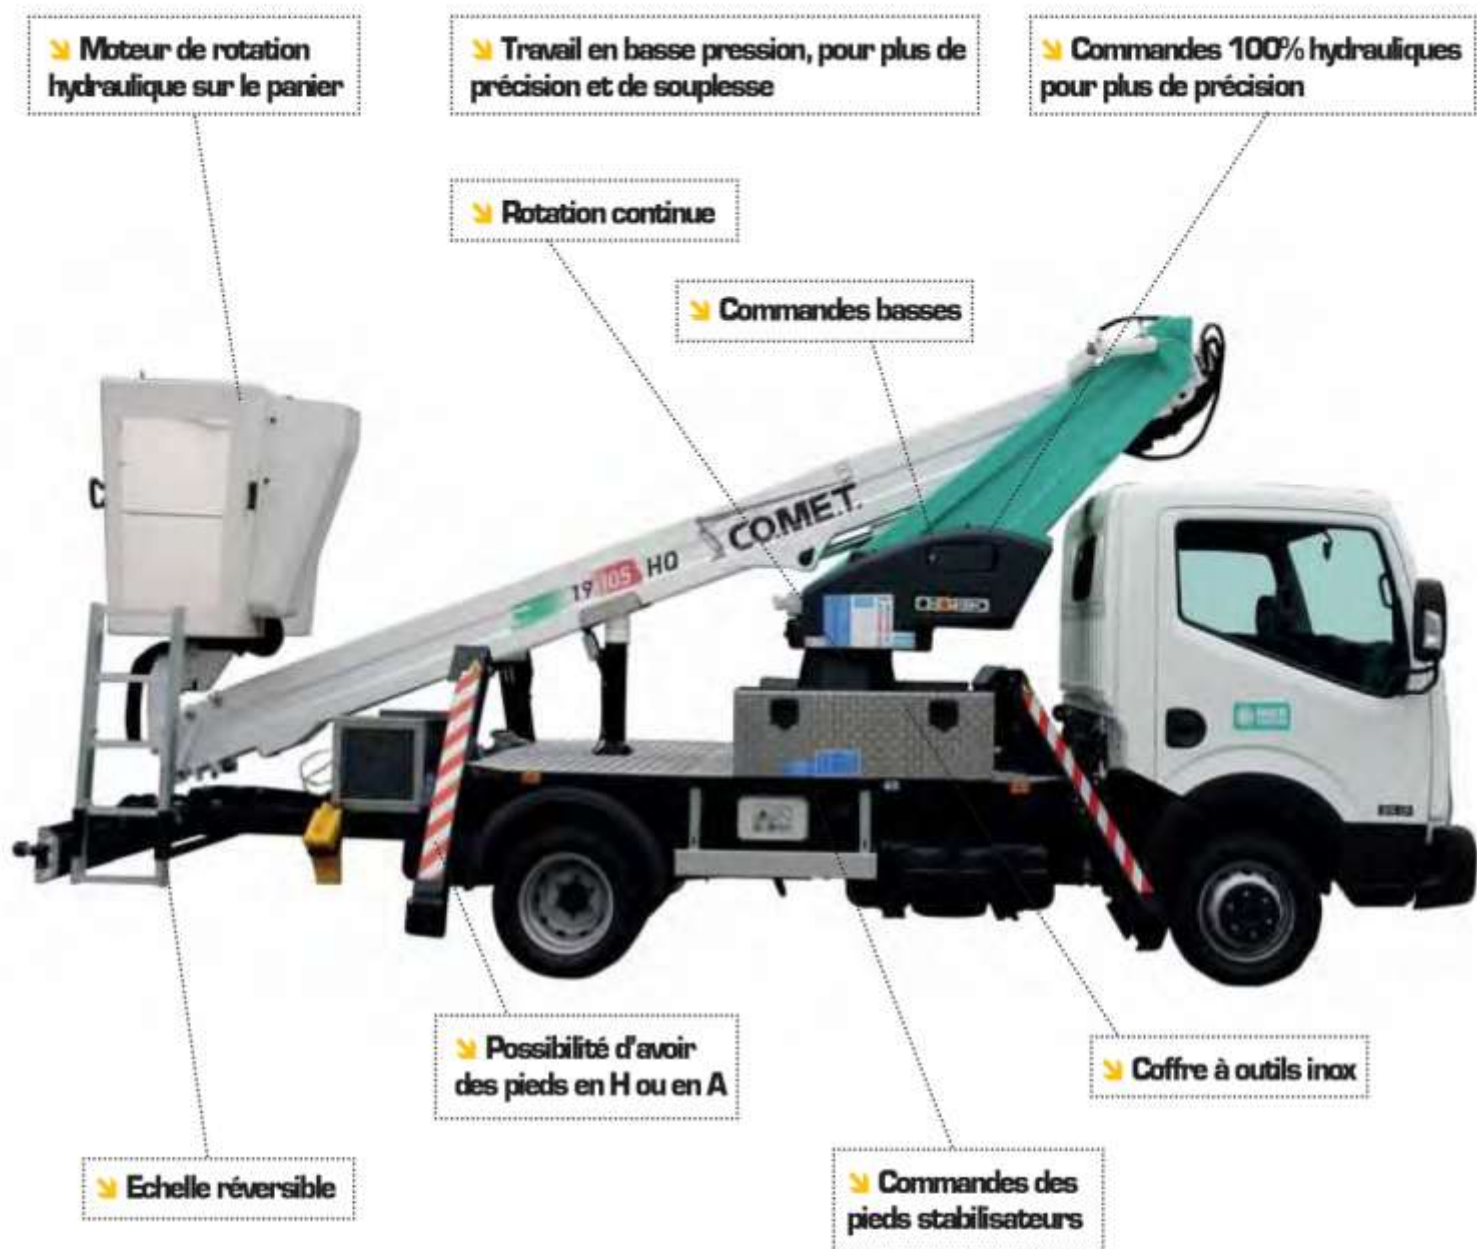 Moteur de rotation
hydraulique sur le panier
Travail en basse pression, pour plus de
précision et de souplesse
Commandes 100% hydrauliques
pour plus de précision
Rotation continue
Commandes basses
CO.ME.T.
19 105 HQ
Possibilité d'avoir
des pieds en H ou en A
Coffre à outils inox
Echelle réversible
Commandes des
pieds stabilisateurs